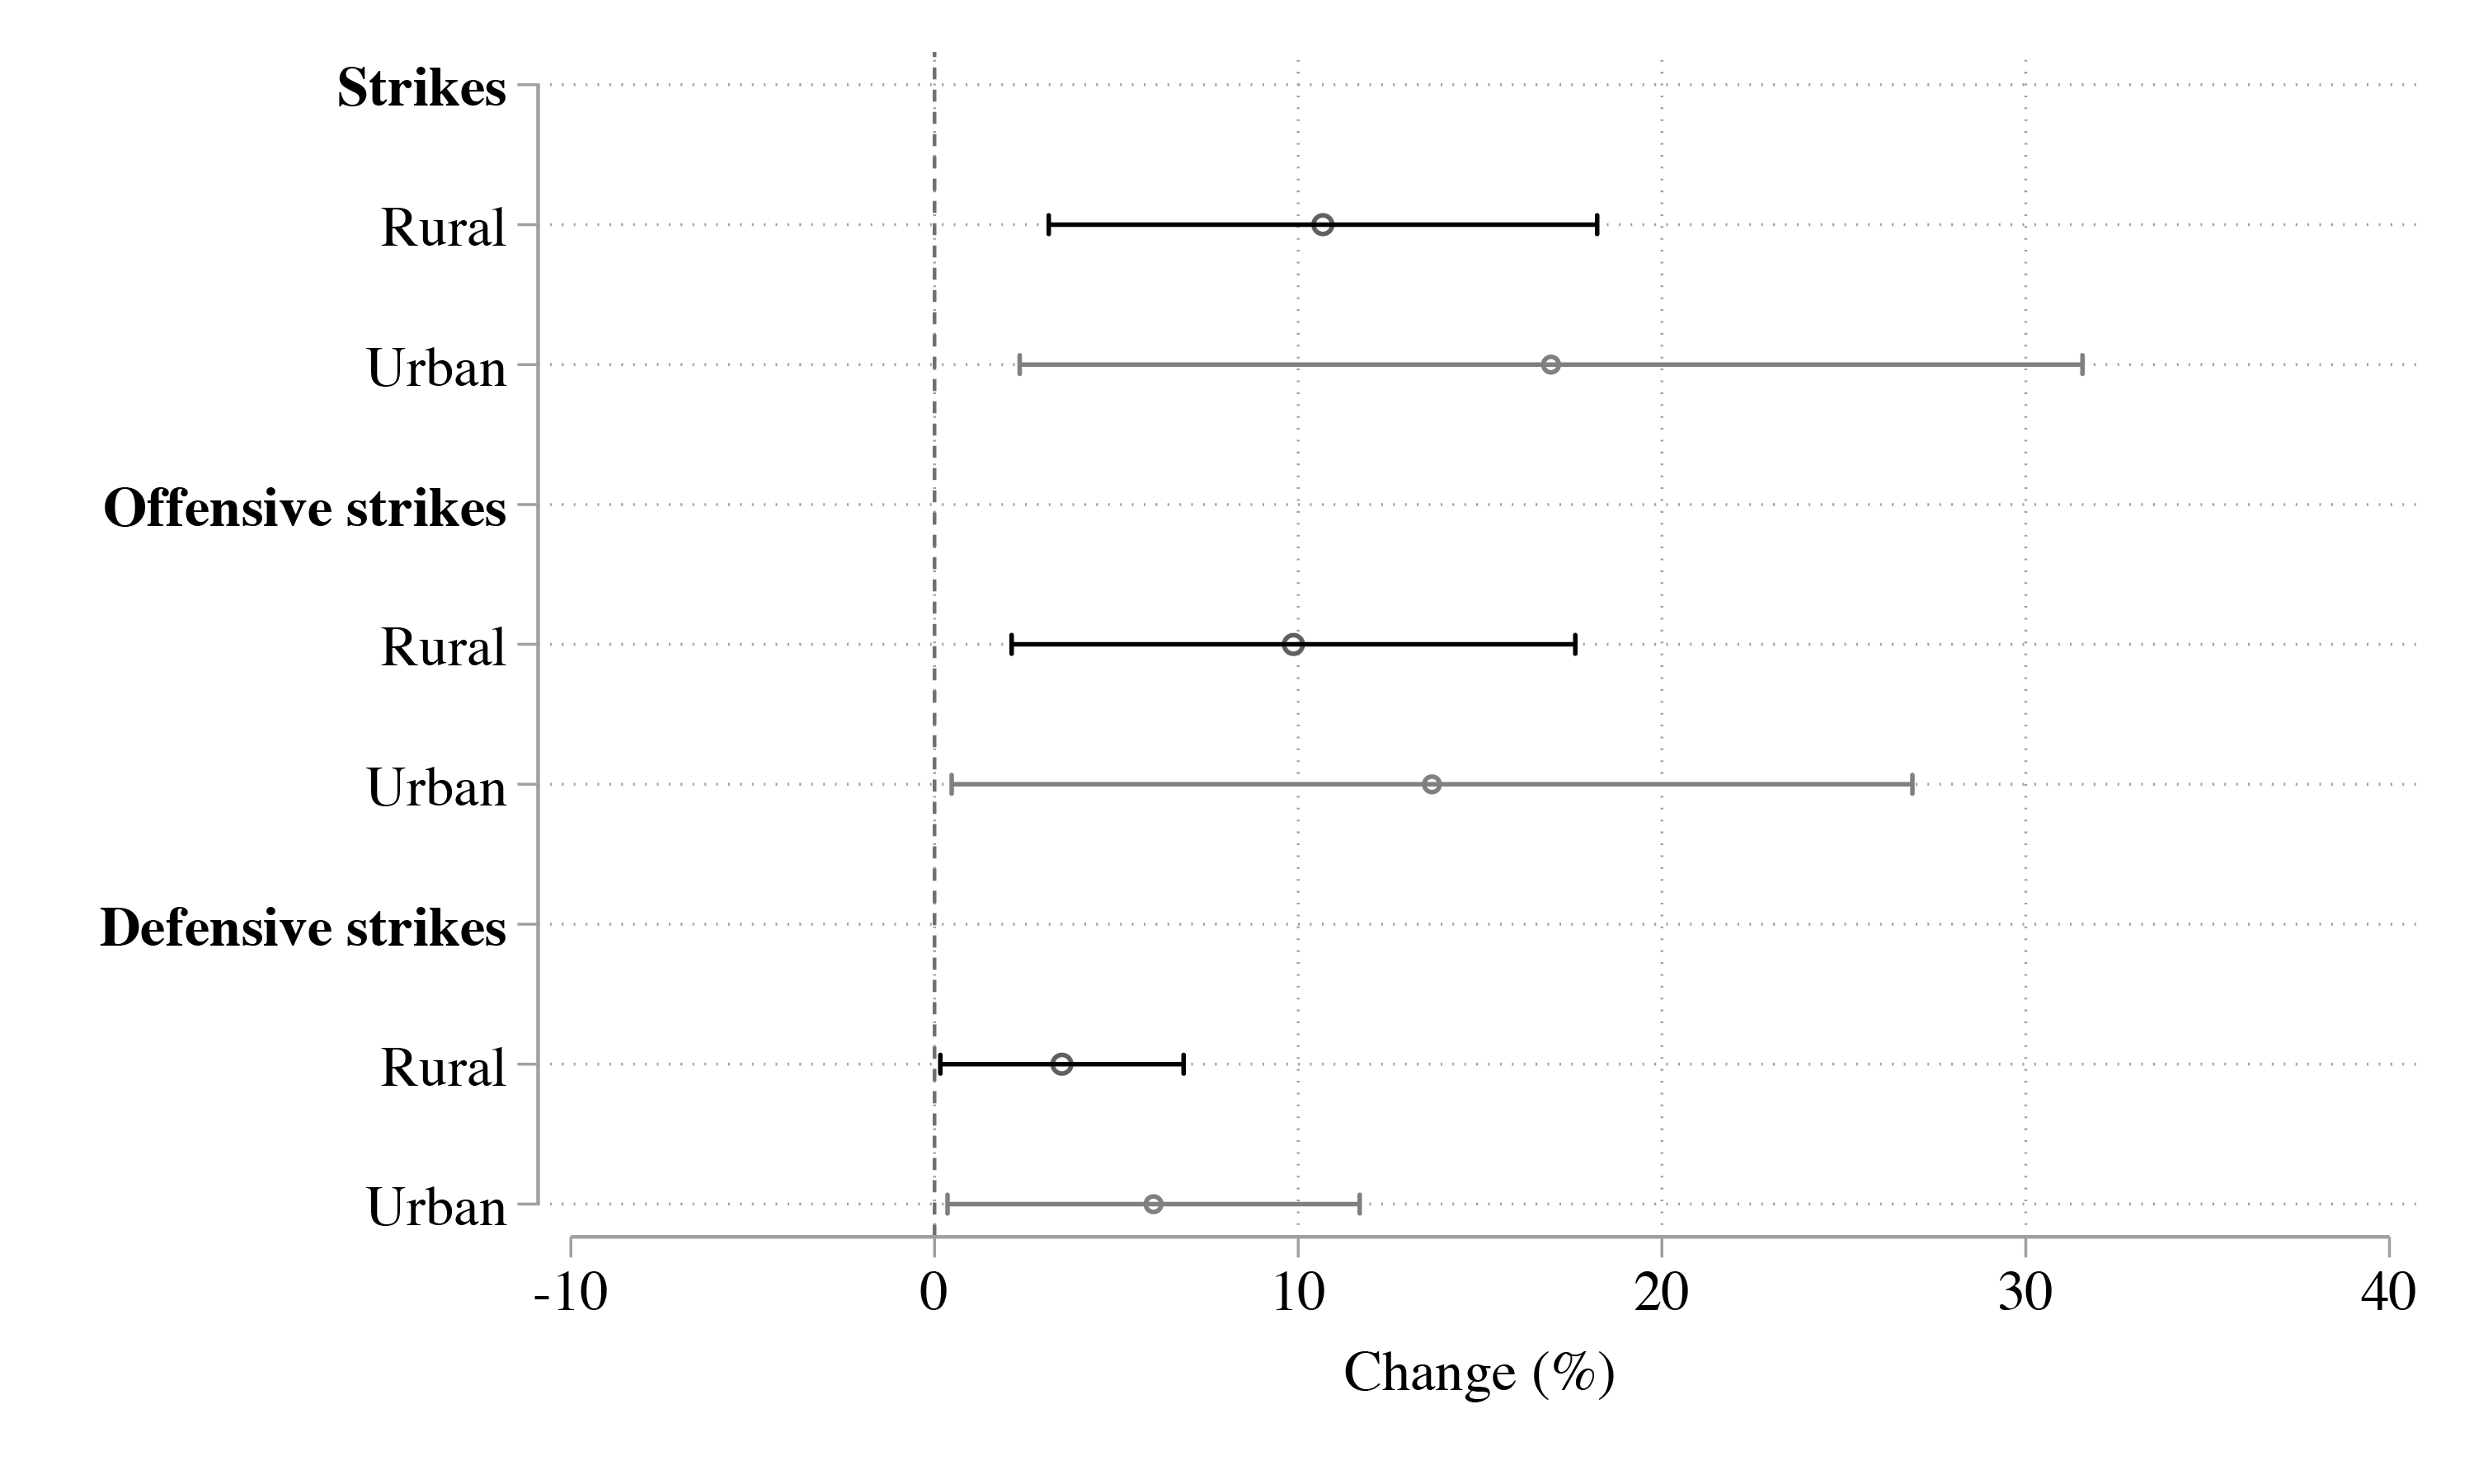 Strikes
Rural
Urban
Offensive strikes
Rural
Urban
Defensive strikes
Rural
Urban
-10 0 10 20 30 40
Change (%)